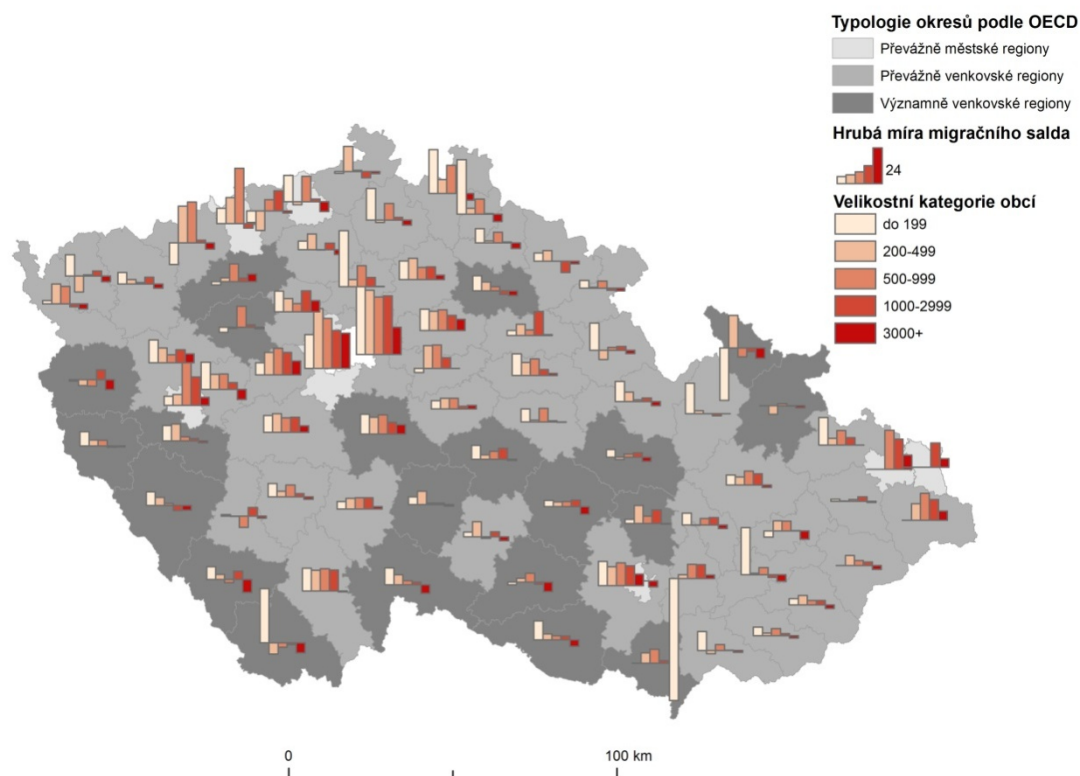 Typologie okresů podle OECD
Převážně městské regiony
Převážně venkovské regiony
Významně venkovské regiony
Hrubá míra migračního salda
24
Velikostní kategorie obcí
do 199
200-499
500-999
1000-2999
3000+
0
100 km